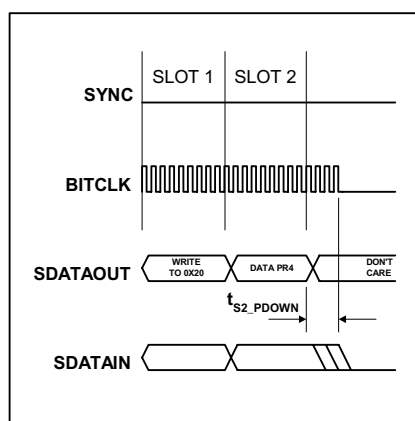 SLOT 1 SLOT 2
SYNC
BITCLK
SDATAOUT
WRITE
TO 0X20
DATA PR4
DON'T
CARE
tS2_PDOWN
SDATAIN